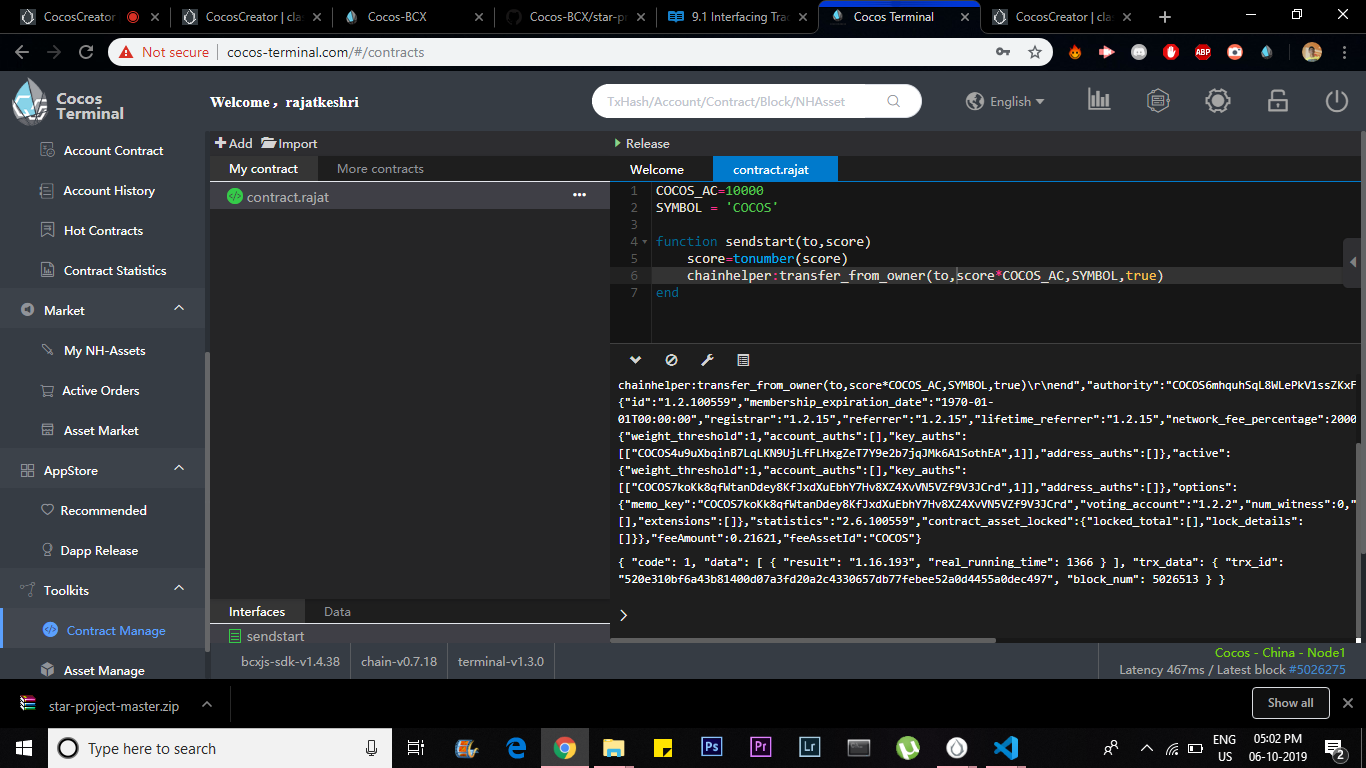 CocosCreator
CocosCreator | clas
Cocos-BCX
Cocos-BCX/star-pr
9.1 Interfacing Trad
Cocos Terminal
CocosCreator | clas
Not secure
cocos-terminal.com/#/contracts
ABP
Cocos
Terminal
Welcome，rajatkeshri
TxHash/Account/Contract/Block/NHAsset
English
Account Contract
Account History
Hot Contracts
Contract Statistics
Market
My NH-Assets
Active Orders
Asset Market
AppStore
Recommended
Dapp Release
Toolkits
Contract Manage
Asset Manage
Add
Import
My contract
More contracts
contract.rajat
Interfaces
Data
sendstart
Release
Welcome
contract.rajat
1 COCOS_AC=10000
2 SYMBOL = 'COCOS'
3
4 function sendstart(to,score)
5 score=tonumber(score)
6 chainhelper:transfer_from_owner(to,score*COCOS_AC,SYMBOL,true)
7 end
chainhelper:transfer_from_owner(to,score*COCOS_AC,SYMBOL,true)\r\nend","authority":"COCOS6mhquhSqL8WLePkV1ssZKxF
{"id":"1.2.100559","membership_expiration_date":"1970-01-
01T00:00:00","registrar":"1.2.15","referrer":"1.2.15","lifetime_referrer":"1.2.15","network_fee_percentage":2000
{"weight_threshold":1,"account_auths":[],"key_auths":
[["COCOS4u9uXbqinB7LqLKN9UjLfFLHxgZeT7Y9e2b7jqJMk6A1SothEA",1]],"address_auths":[]},"active":
{"weight_threshold":1,"account_auths":[],"key_auths":
[["COCOS7koKk8qfWtanDdey8KfJxdXuEbhY7Hv8XZ4XvVN5VZf9V3JCrd",1]],"address_auths":[]},"options":
{"memo_key":"COCOS7koKk8qfWtanDdey8KfJxdXuEbhY7Hv8XZ4XvVN5VZf9V3JCrd","voting_account":"1.2.2","num_witness":0,"
[],"extensions":[]},"statistics":"2.6.100559","contract_asset_locked":{"locked_total":[],"lock_details":
[]}},"feeAmount":0.21621,"feeAssetId":"COCOS"}
{ "code": 1, "data": [ { "result": "1.16.193", "real_running_time": 1366 } ], "trx_data": { "trx_id":
"520e310bf6a43b81400d07a3fd20a2c4330657db77febee52a0d4455a0dec497", "block_num": 5026513 } }
bcxjs-sdk-v1.4.38
chain-v0.7.18
terminal-v1.3.0
Cocos - China - Node1
Latency 467ms / Latest block #5026275
star-project-master.zip
Show all
Type here to search
Ps
Pr
Lr
ENG
US
05:02 PM
06-10-2019
2